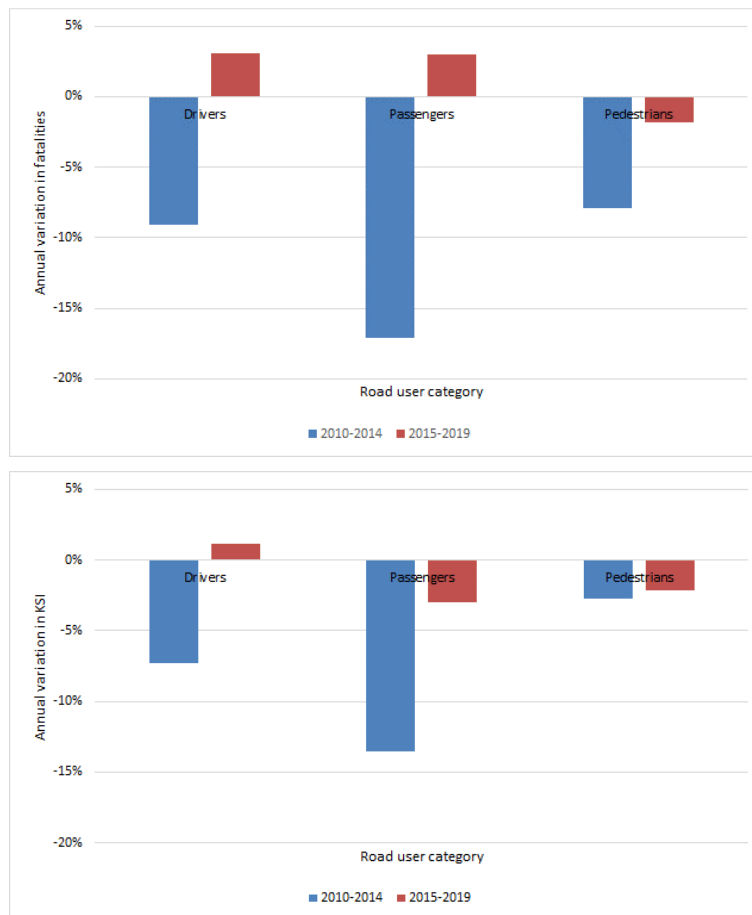 5%
0%
-5%
-10%
-15%
-20%
Annual variation in fatalities
Drivers Passengers Pedestrians
Road user category
2010-2014 2015-2019
5%
0%
-5%
-10%
-15%
-20%
Annual variation in KSI
Drivers Passengers Pedestrians
Road user category
2010-2014 2015-2019